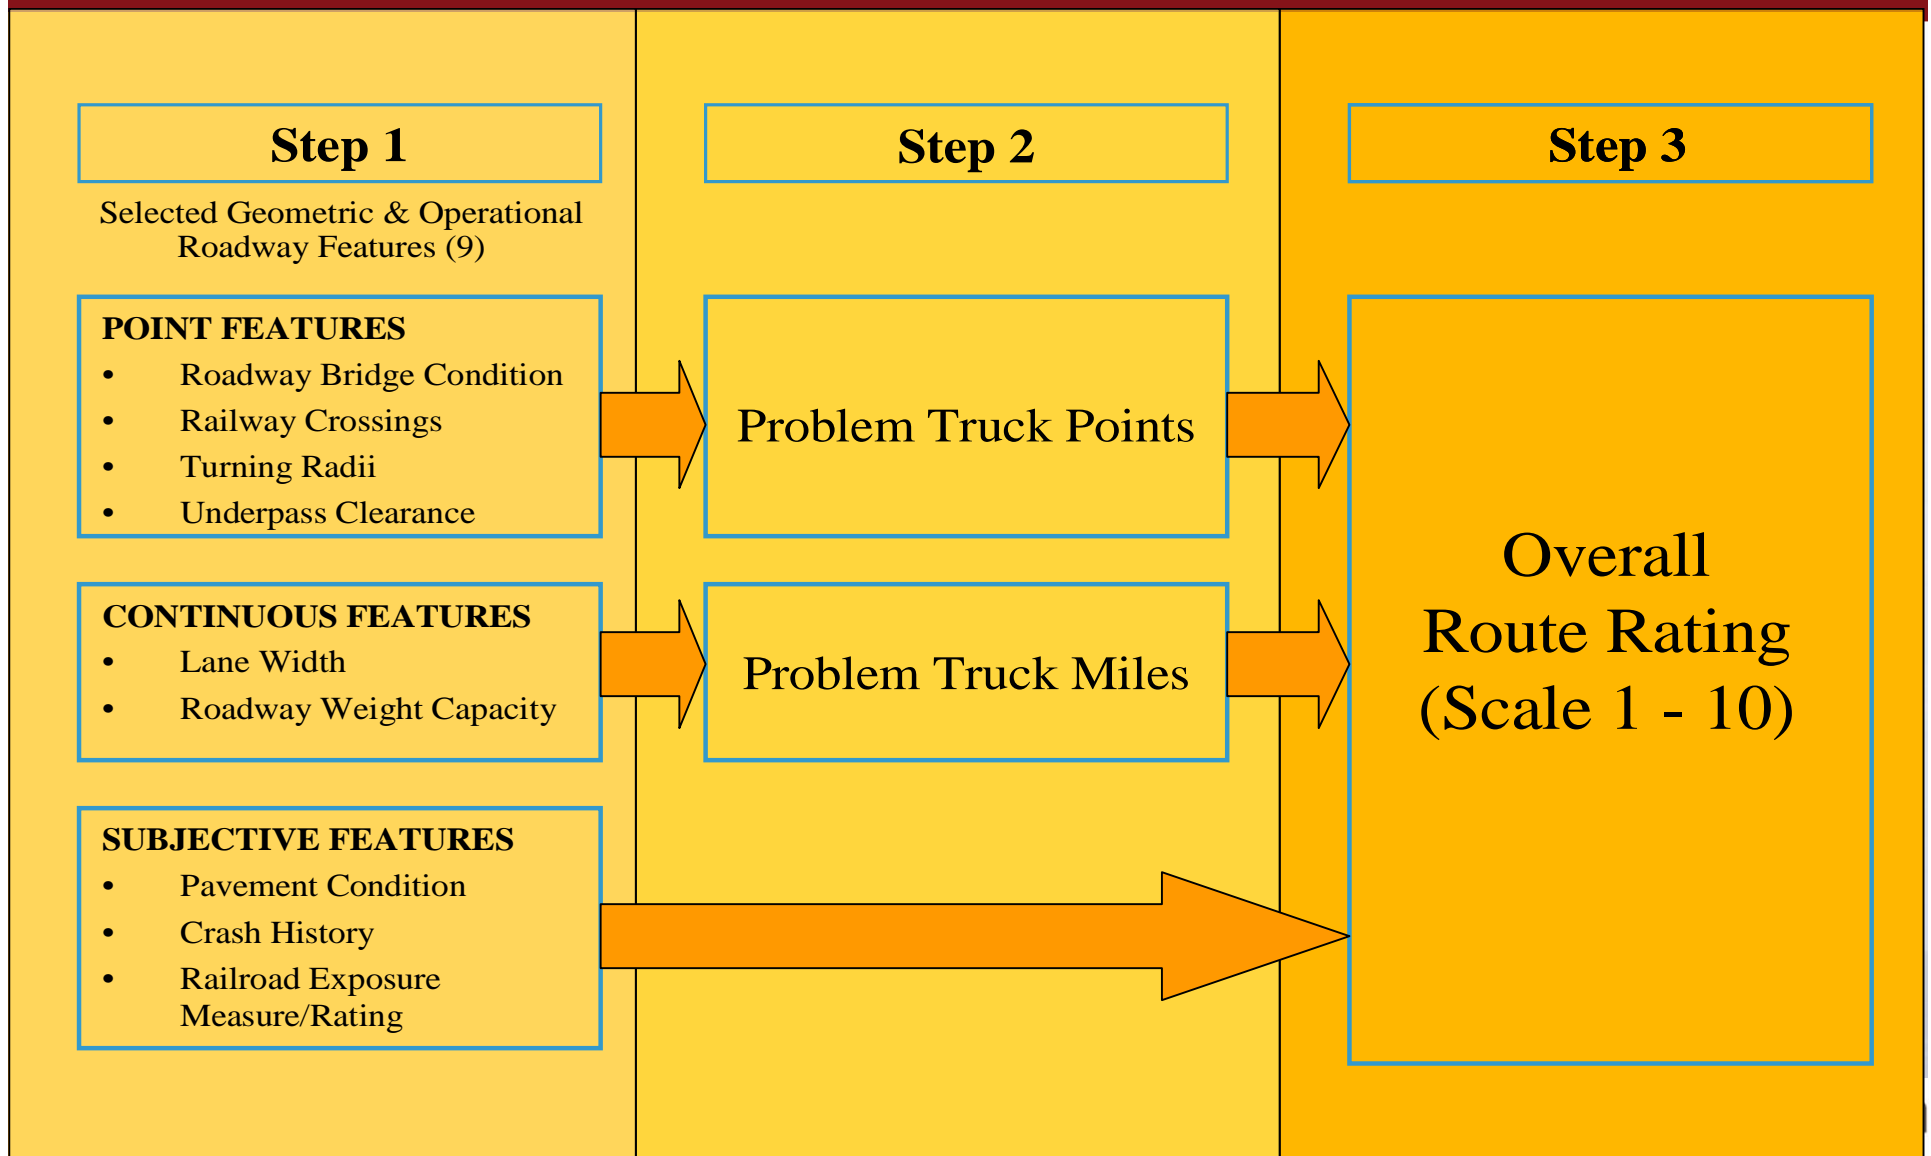 Step 1
Selected Geometric & Operational
Roadway Features (9)
POINT FEATURES
• Roadway Bridge Condition
• Railway Crossings
• Turning Radii
• Underpass Clearance
CONTINUOUS FEATURES
• Lane Width
• Roadway Weight Capacity
SUBJECTIVE FEATURES
• Pavement Condition
• Crash History
• Railroad Exposure
Measure/Rating
Step 2
Problem Truck Points
Problem Truck Miles
Step 3
Overall
Route Rating
(Scale 1 - 10)